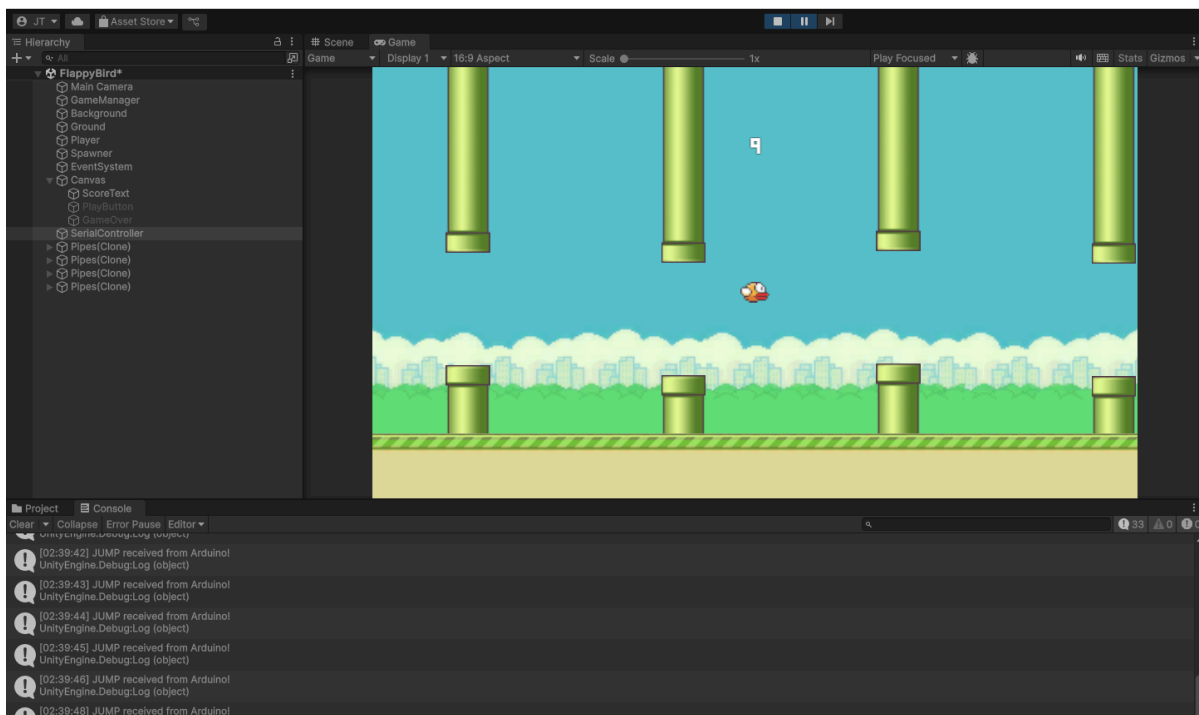 JT
Asset Store
Hierarchy
# Scene
Game
All
Game
Display 1
16:9 Aspect
Scale
1x
Play Focused
Stats
Gizmos
FlappyBird*
Main Camera
GameManager
Background
Ground
Player
Spawner
EventSystem
Canvas
ScoreText
PlayButton
GameOver
SerialController
Pipes(Clone)
Pipes(Clone)
Pipes(Clone)
Pipes(Clone)
9
Project
Console
Clear
Collapse
Error Pause
Editor
33
0
UnityEngine.Debug:Log (object)
[02:39:42] JUMP received from Arduino!
UnityEngine.Debug:Log (object)
[02:39:43] JUMP received from Arduino!
UnityEngine.Debug:Log (object)
[02:39:44] JUMP received from Arduino!
UnityEngine.Debug:Log (object)
[02:39:45] JUMP received from Arduino!
UnityEngine.Debug:Log (object)
[02:39:46] JUMP received from Arduino!
UnityEngine.Debug:Log (object)
[02:39:48] JUMP received from Arduino!